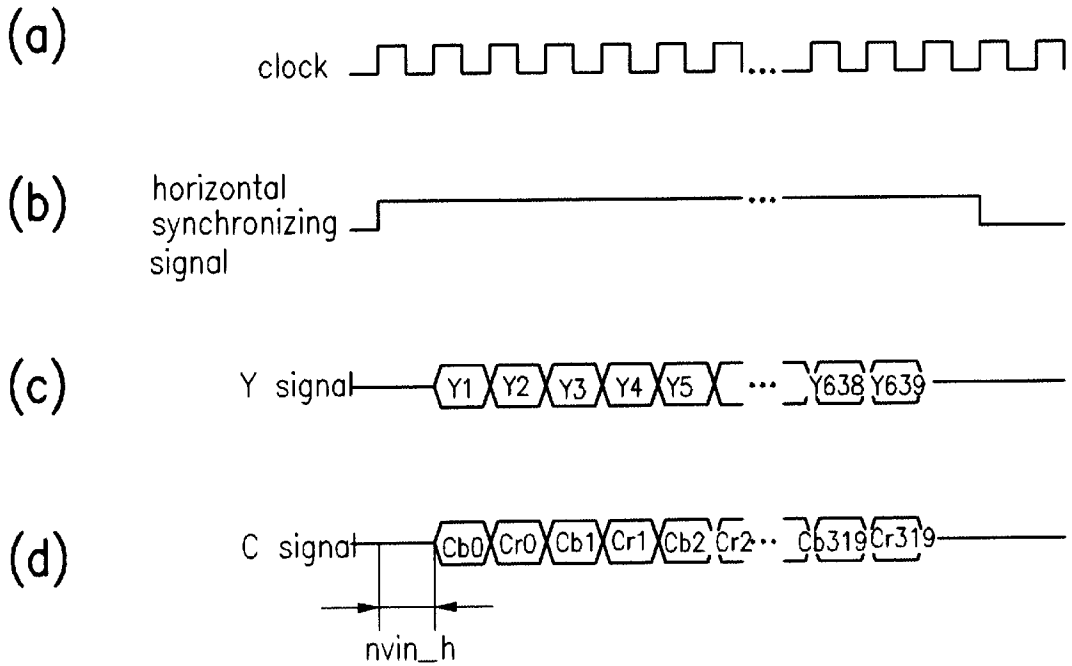 (a)
clock
...
(b)
horizontal
synchronizing
signal
...
(c)
Y signal
Y1 Y2 Y3 Y4 Y5 ... Y638 Y639
(d)
C signal
Cb0 Cr0 Cb1 Cr1 Cb2 Cr2 ... Cb319 Cr319
nvin_h